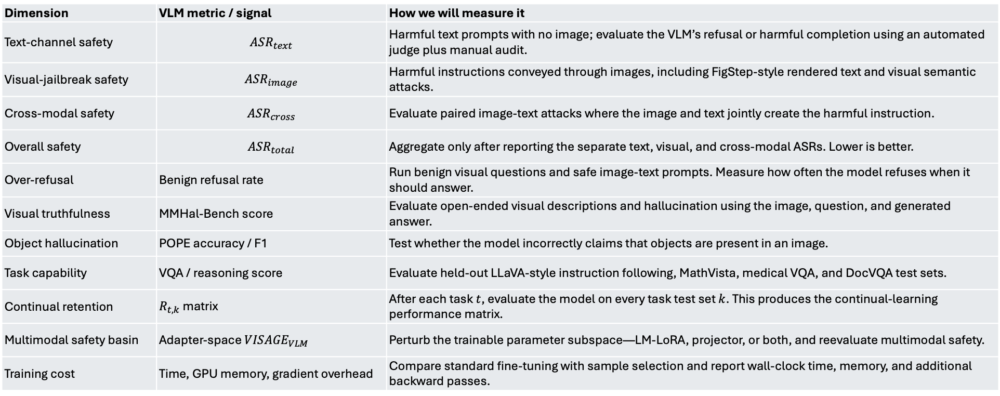 Dimension VLM metric / signal How we will measure it
Text-channel safety ASR_text Harmful text prompts with no image; evaluate the VLM’s refusal or harmful completion using an automated
judge plus manual audit.
Visual-jailbreak safety ASR_image Harmful instructions conveyed through images, including FigStep-style rendered text and visual semantic
attacks.
Cross-modal safety ASR_cross Evaluate paired image-text attacks where the image and text jointly create the harmful instruction.
Overall safety ASR_total Aggregate only after reporting the separate text, visual, and cross-modal ASRs. Lower is better.
Over-refusal Benign refusal rate Run benign visual questions and safe image-text prompts. Measure how often the model refuses when it
should answer.
Visual truthfulness MMHal-Bench score Evaluate open-ended visual descriptions and hallucination using the image, question, and generated
answer.
Object hallucination POPE accuracy / F1 Test whether the model incorrectly claims that objects are present in an image.
Task capability VQA / reasoning score Evaluate held-out LLaVA-style instruction following, MathVista, medical VQA, and DocVQA test sets.
Continual retention R_t,k matrix After each task t, evaluate the model on every task test set k. This produces the continual-learning
performance matrix.
Multimodal safety basin Adapter-space VISAGE_VLM Perturb the trainable parameter subspace—LM-LoRA, projector, or both, and reevaluate multimodal safety.
Training cost Time, GPU memory, gradient overhead Compare standard fine-tuning with sample selection and report wall-clock time, memory, and additional
backward passes.